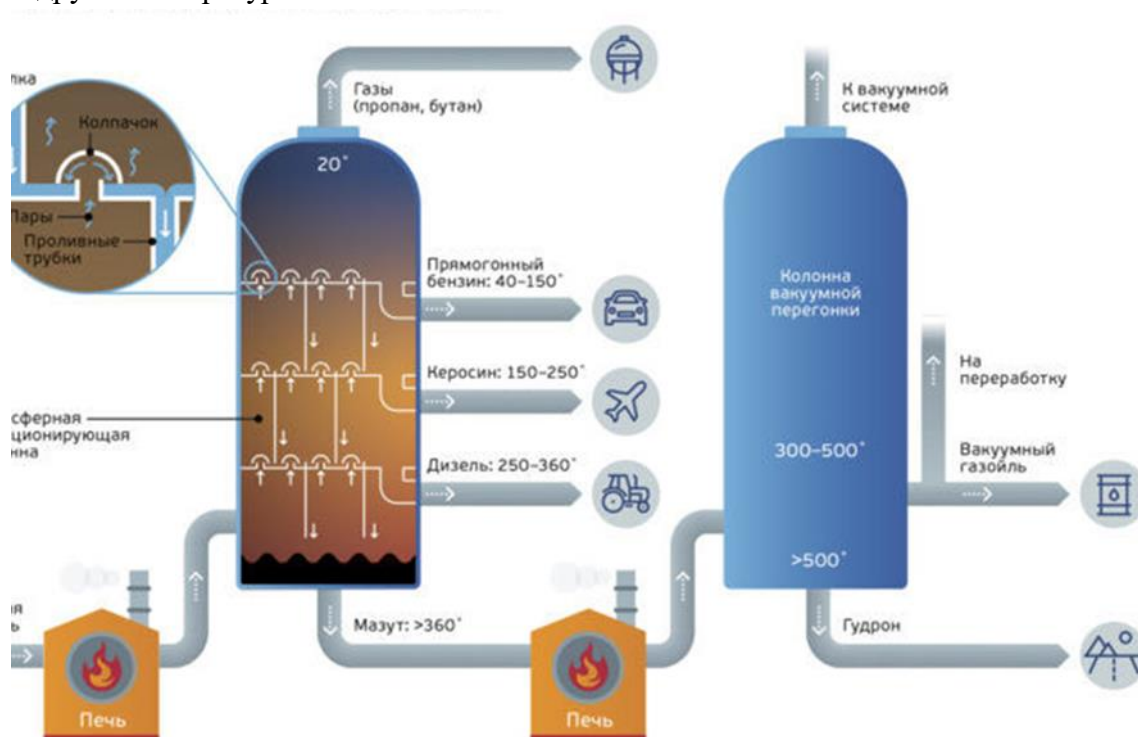 Газы
(пропан, бутан)
К вакуумной
системе
Колпачок
Проливные
трубки
20°
Прямогонный
бензин: 40–150°
Керосин: 150–250°
Дизель: 250–360°
Мазут: >360°
Печь
Печь
Колонна
вакуумной
перегонки
300–500°
>500°
На
переработку
Вакуумный
газойль
Гудрон